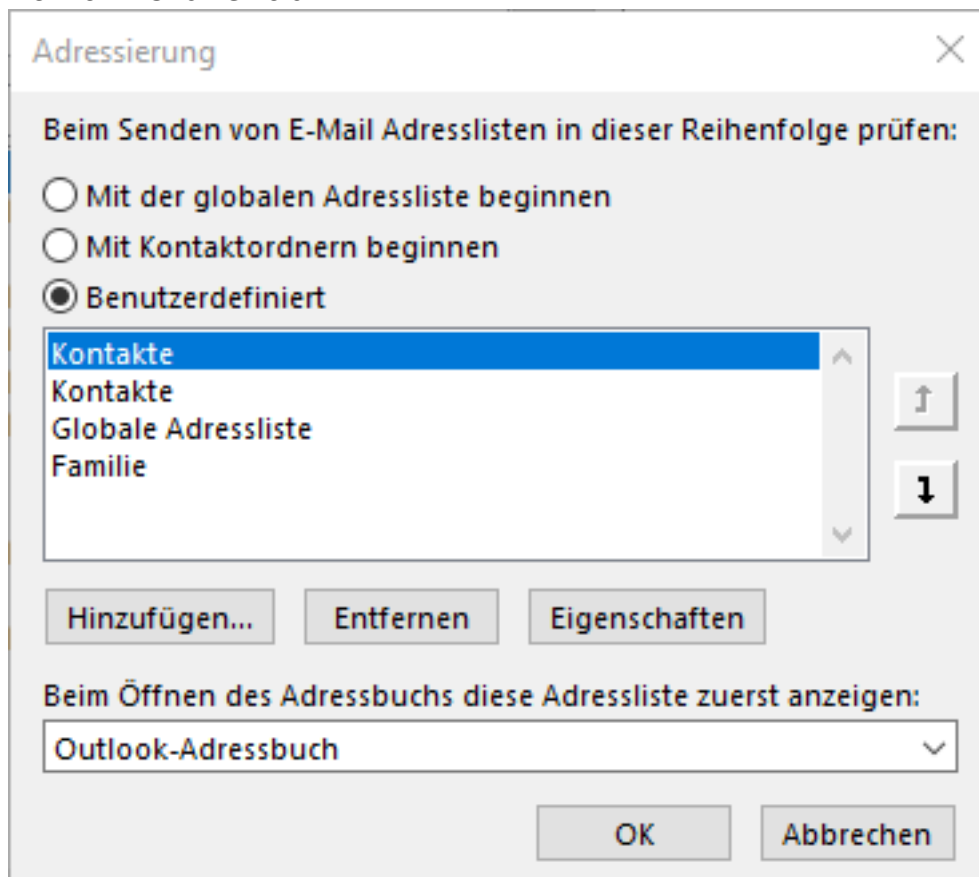 Adressierung
Beim Senden von E-Mail Adresslisten in dieser Reihenfolge prüfen:
Mit der globalen Adressliste beginnen
Mit Kontaktordnern beginnen
Benutzerdefiniert
Kontakte
Kontakte
Globale Adressliste
Familie
Hinzufügen... Entfernen Eigenschaften
Beim Öffnen des Adressbuchs diese Adressliste zuerst anzeigen:
Outlook-Adressbuch
OK Abbrechen